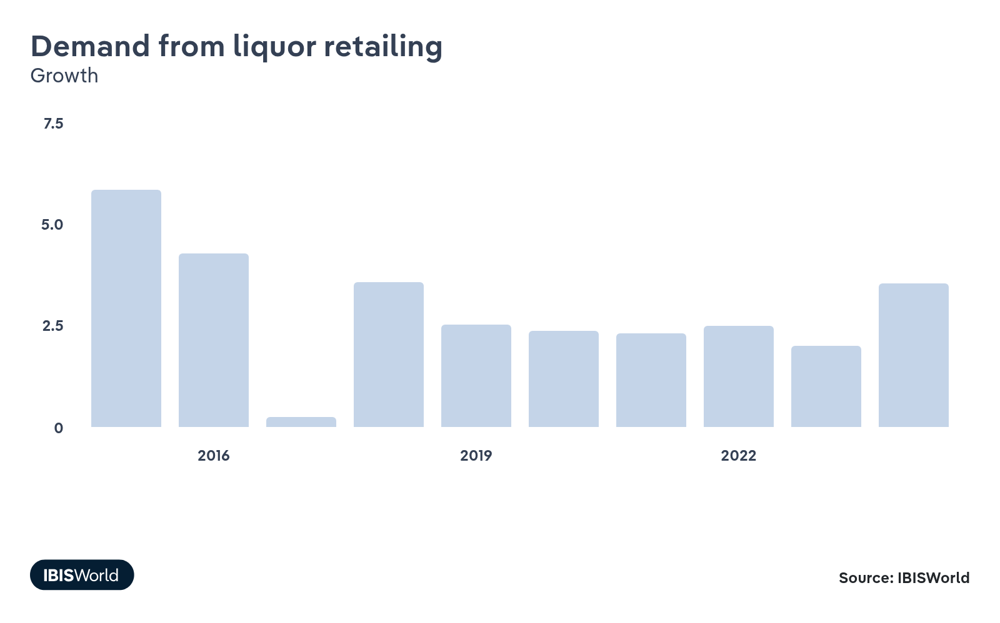 Demand from liquor retailing
Growth
7.5
5.0
2.5
0
2016 2019 2022
IBISWorld
Source: IBISWorld